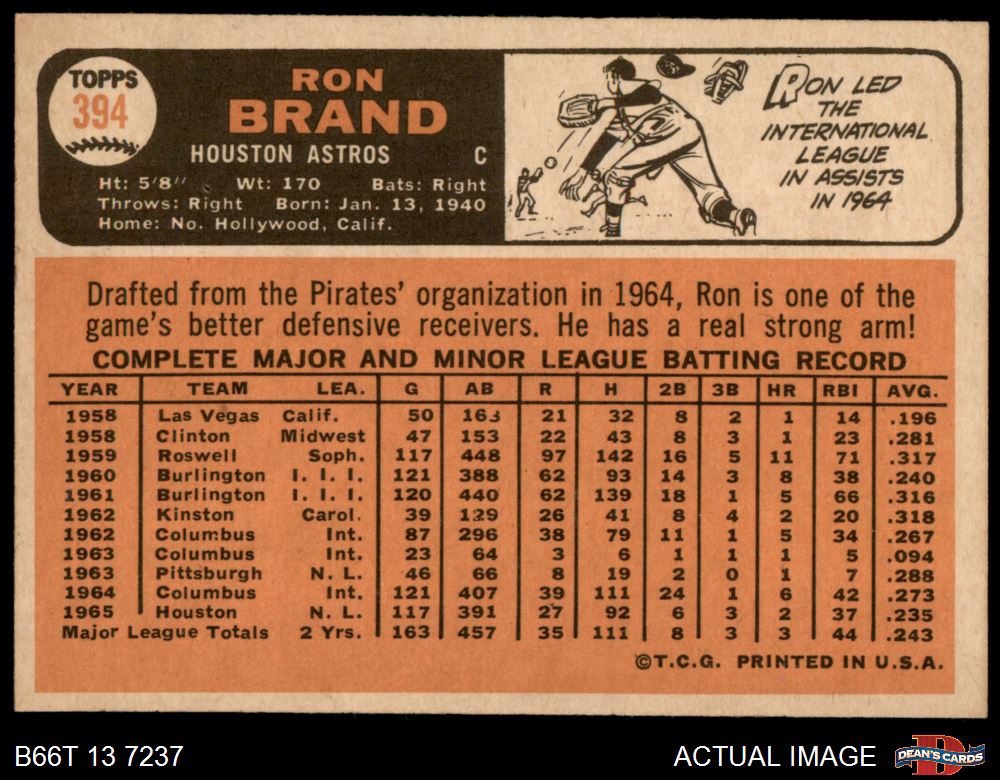 TOPPS
394
RON
BRAND
HOUSTON ASTROS C
Ht: 5'8" Wt: 170 Bats: Right
Throws: Right Born: Jan. 13, 1940
Home: No. Hollywood, Calif.
RON LED
THE
INTERNATIONAL
LEAGUE
IN ASSISTS
IN 1964
Drafted from the Pirates' organization in 1964, Ron is one of the
game's better defensive receivers. He has a real strong arm!
COMPLETE MAJOR AND MINOR LEAGUE BATTING RECORD
YEAR TEAM LEA. G AB R H 2B 3B HR RBI AVG.
1958 Las Vegas Calif. 50 163 21 32 8 2 1 14 .196
1958 Clinton Midwest 47 153 22 43 8 3 1 23 .281
1959 Roswell Soph. 117 448 97 142 16 5 11 71 .317
1960 Burlington I. I. I. 121 388 62 93 14 3 8 38 .240
1961 Burlington I. I. I. 120 440 62 139 18 1 5 66 .316
1962 Kinston Carol. 39 129 26 41 8 4 2 20 .318
1962 Columbus Int. 87 296 38 79 11 1 5 34 .267
1963 Columbus Int. 23 64 3 6 1 1 1 5 .094
1963 Pittsburgh N. L. 46 66 8 19 2 0 1 7 .288
1964 Columbus Int. 121 407 39 111 24 1 6 42 .273
1965 Houston N. L. 117 391 27 92 6 3 2 37 .235
Major League Totals 2 Yrs. 163 457 35 111 8 3 3 44 .243
©T.C.G. PRINTED IN U.S.A.
B66T 13 7237 ACTUAL IMAGE DEAN'S CARDS